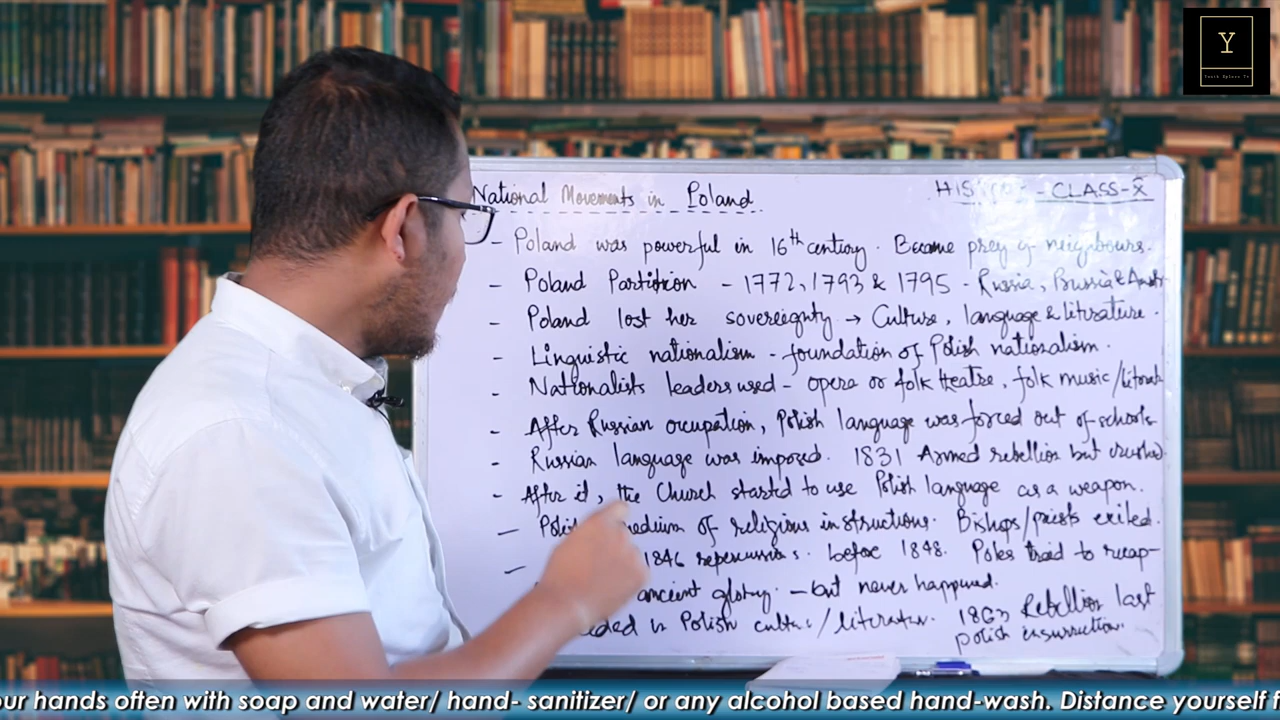 Y
National Movements in Poland
HIS - CLASS-X
- Poland was powerful in 16th century. Became prey of neighbours.
- Poland Partition - 1772, 1793 & 1795 - Russia, Prussia &
- Poland lost her sovereignty → Culture, language & literature.
- Linguistic nationalism - foundation of Polish nationalism.
- Nationalists leaders used - opera or folk theatre, folk music/
- After Russian occupation, Polish language was forced out of schools
- Russian language was imposed. 1831 Armed rebellion but crushed.
- After it, the Church started to use Polish language as a weapon.
- medium of religious instructions. Bishops/priests exiled.
- 1846 repercussions. before 1848. Poles tried to recap-
ancient glory. - but never happened.
in Polish culture/literature. 1863 Rebellion last
polish insurrection.
our hands often with soap and water/ hand- sanitizer/ or any alcohol based hand-wash. Distance yourself